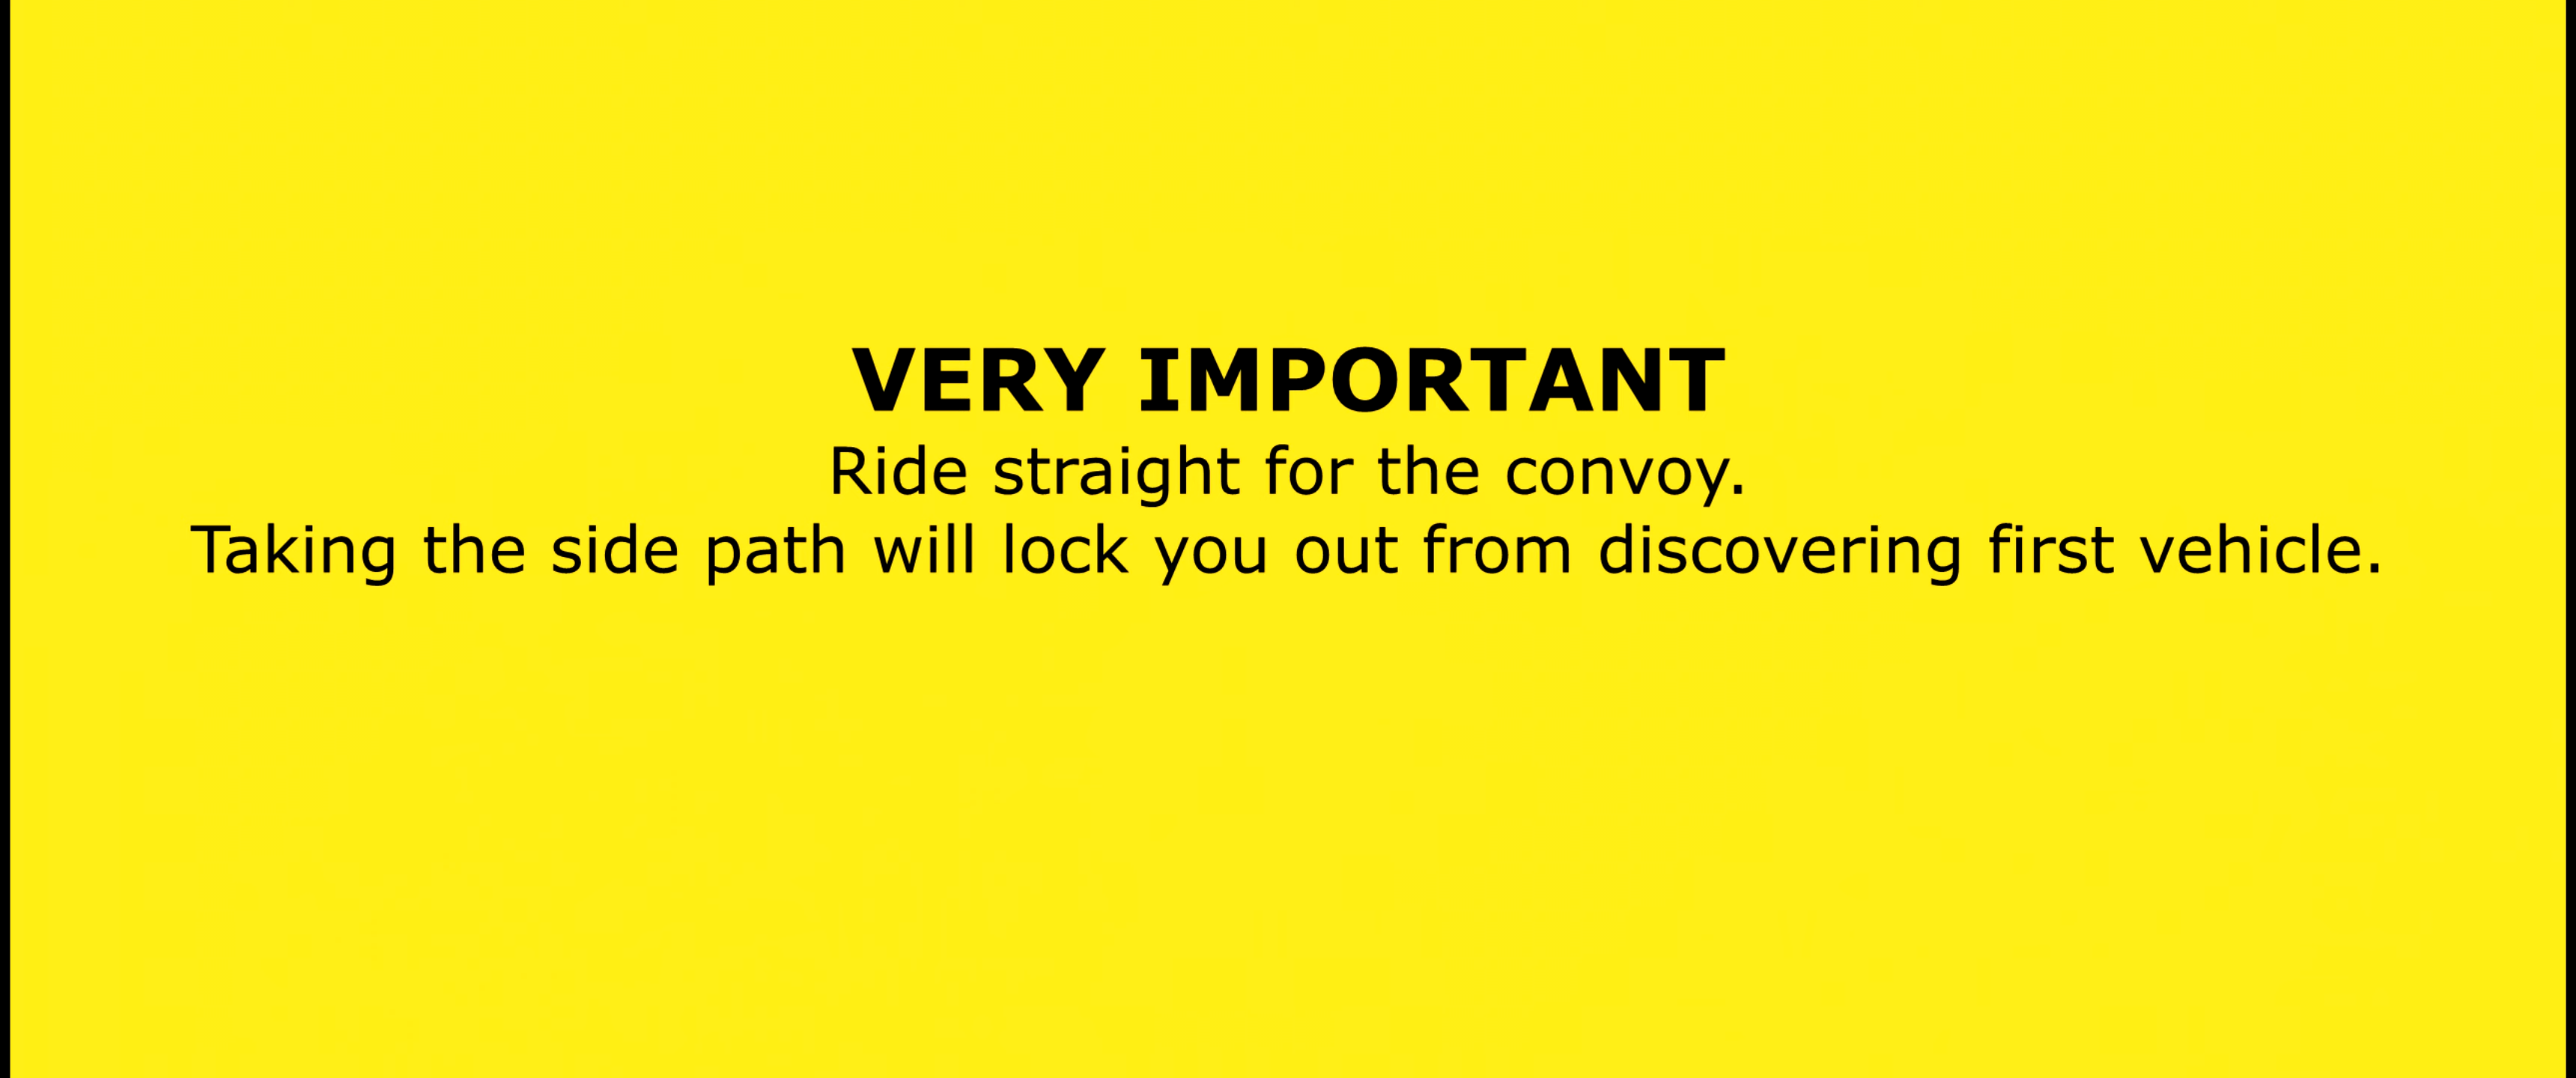 VERY IMPORTANT
Ride straight for the convoy.
Taking the side path will lock you out from discovering first vehicle.